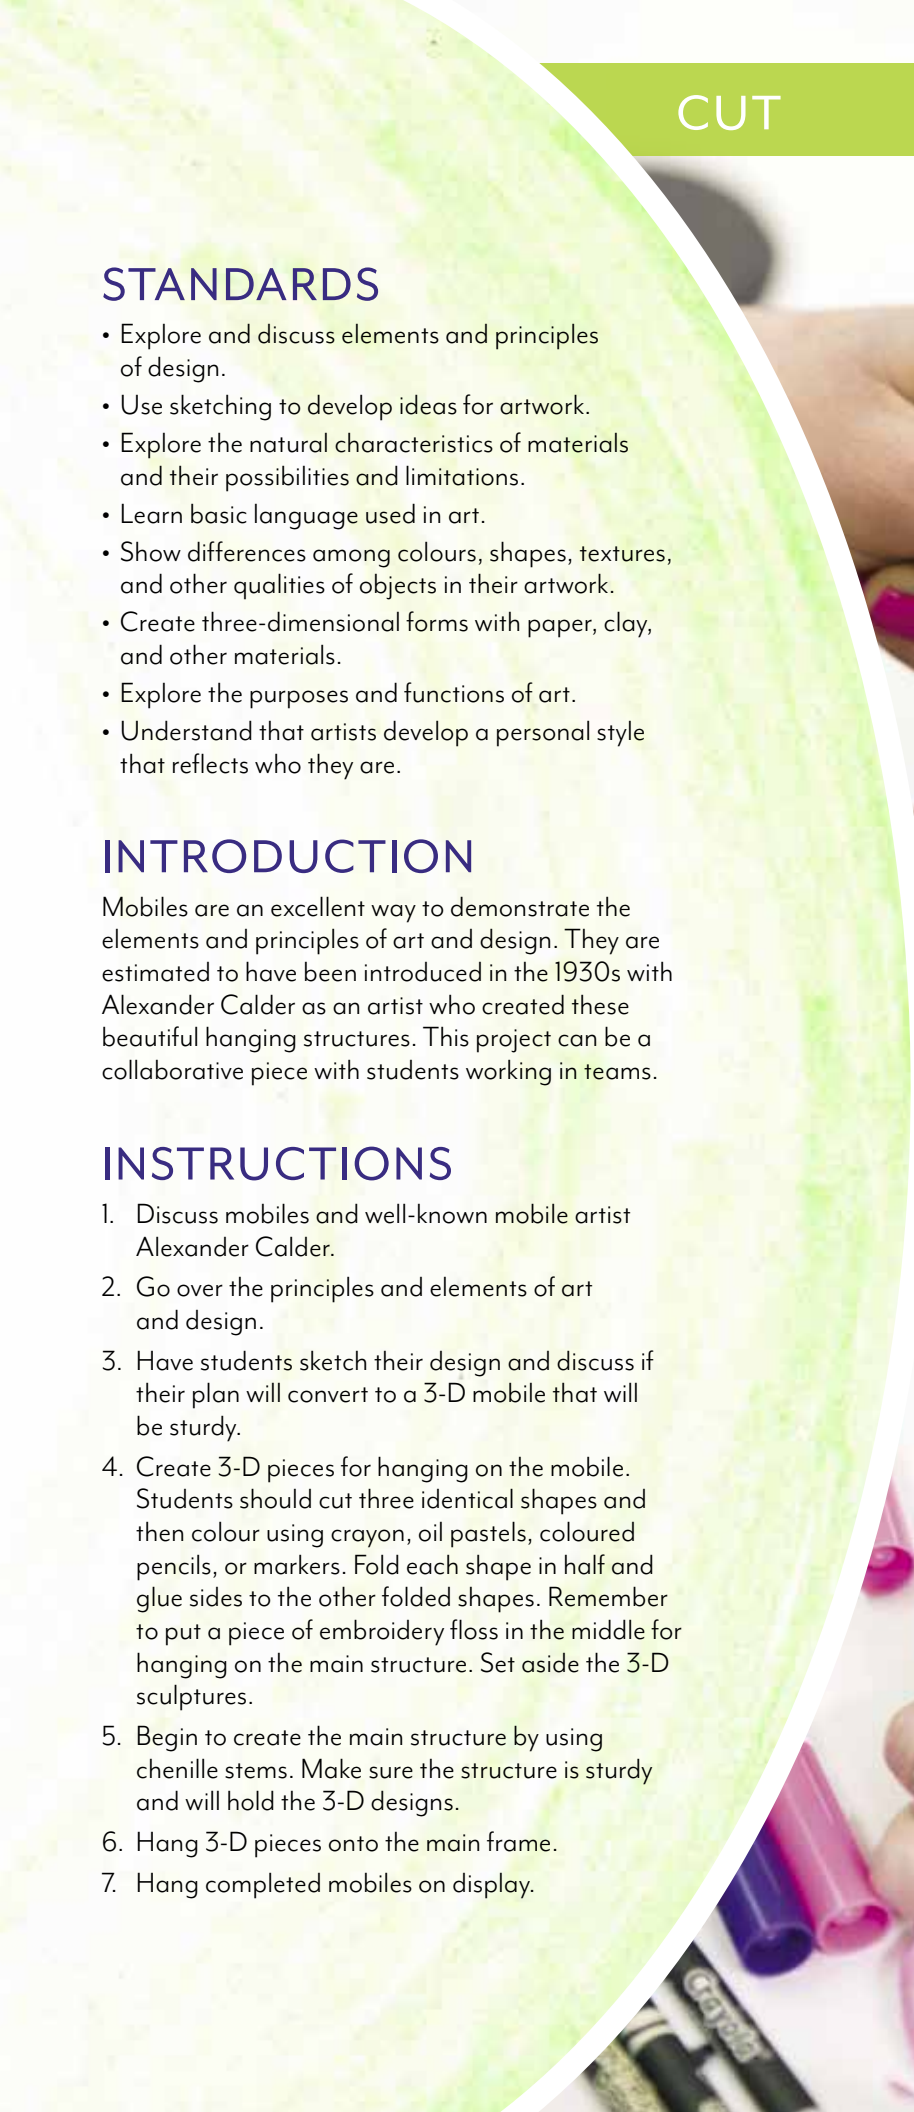 CUT
STANDARDS
• Explore and discuss elements and principles
of design.
• Use sketching to develop ideas for artwork.
• Explore the natural characteristics of materials
and their possibilities and limitations.
• Learn basic language used in art.
• Show differences among colours, shapes, textures,
and other qualities of objects in their artwork.
• Create three-dimensional forms with paper, clay,
and other materials.
• Explore the purposes and functions of art.
• Understand that artists develop a personal style
that reflects who they are.
INTRODUCTION
Mobiles are an excellent way to demonstrate the
elements and principles of art and design. They are
estimated to have been introduced in the 1930s with
Alexander Calder as an artist who created these
beautiful hanging structures. This project can be a
collaborative piece with students working in teams.
INSTRUCTIONS
1. Discuss mobiles and well-known mobile artist
Alexander Calder.
2. Go over the principles and elements of art
and design.
3. Have students sketch their design and discuss if
their plan will convert to a 3-D mobile that will
be sturdy.
4. Create 3-D pieces for hanging on the mobile.
Students should cut three identical shapes and
then colour using crayon, oil pastels, coloured
pencils, or markers. Fold each shape in half and
glue sides to the other folded shapes. Remember
to put a piece of embroidery floss in the middle for
hanging on the main structure. Set aside the 3-D
sculptures.
5. Begin to create the main structure by using
chenille stems. Make sure the structure is sturdy
and will hold the 3-D designs.
6. Hang 3-D pieces onto the main frame.
7. Hang completed mobiles on display.
Crayola